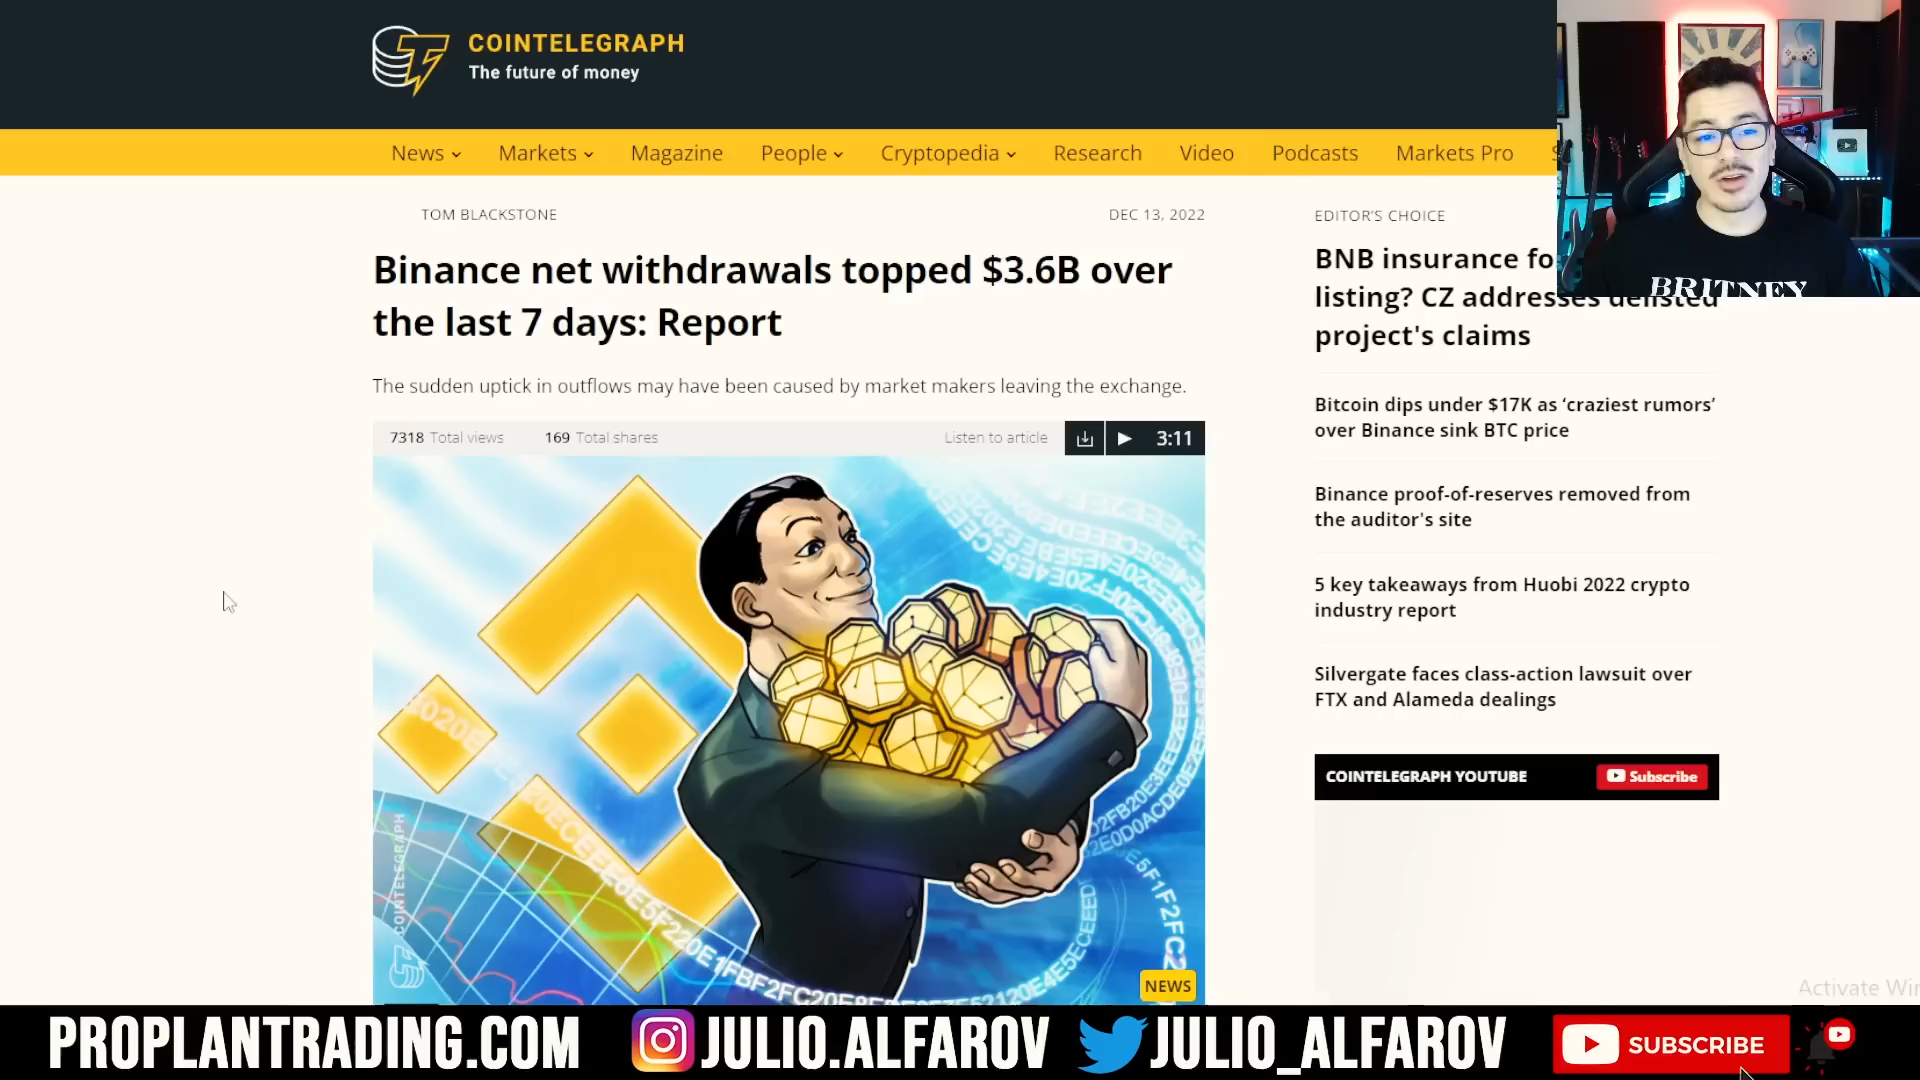 COINTELEGRAPH
The future of money
News
Markets
Magazine
People
Cryptopedia
Research
Video
Podcasts
Markets Pro
TOM BLACKSTONE
DEC 13, 2022
Binance net withdrawals topped $3.6B over
the last 7 days: Report
The sudden uptick in outflows may have been caused by market makers leaving the exchange.
7318 Total views
169 Total shares
Listen to article
3:11
COINTELEGRAPH
NEWS
EDITOR'S CHOICE
BNB insurance fo
listing? CZ addresses delisted
project's claims
Bitcoin dips under $17K as ‘craziest rumors’
over Binance sink BTC price
Binance proof-of-reserves removed from
the auditor's site
5 key takeaways from Huobi 2022 crypto
industry report
Silvergate faces class-action lawsuit over
FTX and Alameda dealings
COINTELEGRAPH YOUTUBE
Subscribe
BRITNEY
Activate Win
PROPLANTRADING.COM
JULIO.ALFAROV
JULIO_ALFAROV
SUBSCRIBE